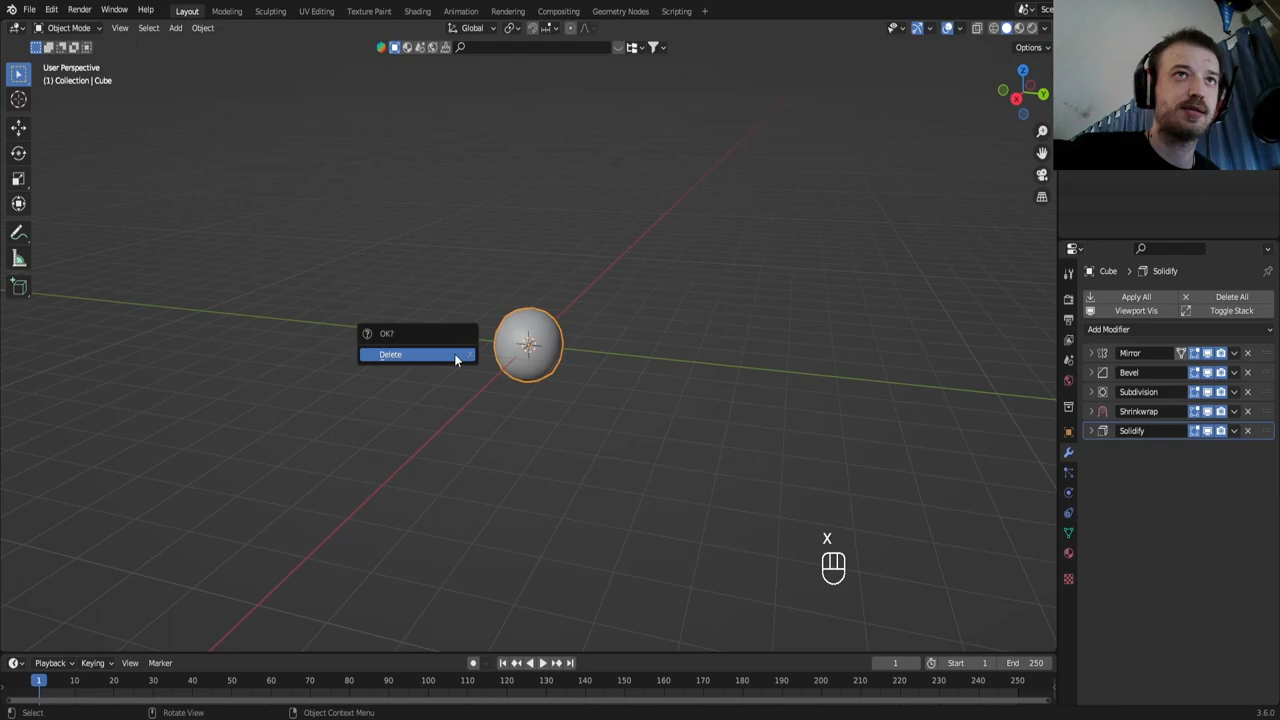 File Edit Render Window Help Layout Modeling Sculpting UV Editing Texture Paint Shading Animation Rendering Compositing Geometry Nodes Scripting + Sce
Object Mode View Select Add Object Global
Options
User Perspective
(1) Collection | Cube
Z
Y
X
Cube > Solidify
Apply All Delete All
Viewport Vis Toggle Stack
Add Modifier
Mirror
Bevel
Subdivision
Shrinkwrap
Solidify
OK?
Delete X
X
Playback Keying View Marker 1 Start 1 End 250
1 10 20 30 40 50 60 70 80 90 100 110 120 130 140 150 160 170 180 190 200 210 220 230 240 250
Select Rotate View Object Context Menu 3.6.0